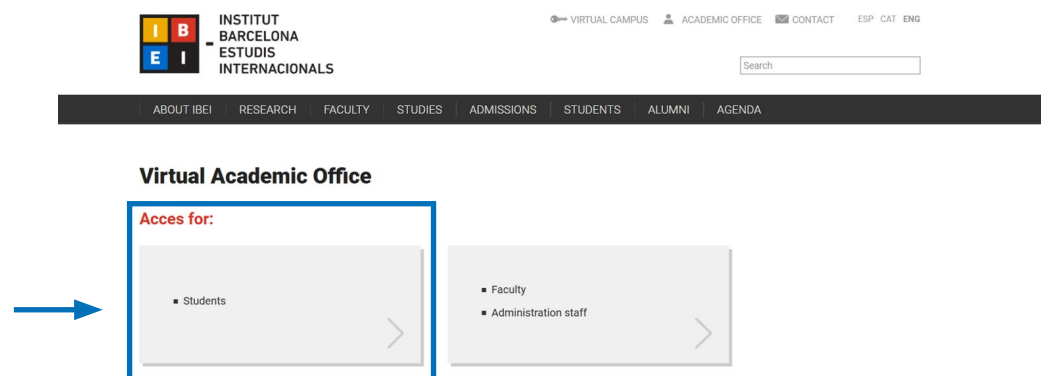 I B
E I
-
INSTITUT
BARCELONA
ESTUDIS
INTERNACIONALS
VIRTUAL CAMPUS ACADEMIC OFFICE CONTACT ESP CAT ENG
Search
ABOUT IBEI RESEARCH FACULTY STUDIES ADMISSIONS STUDENTS ALUMNI AGENDA
Virtual Academic Office
Acces for:
Students
Faculty
Administration staff